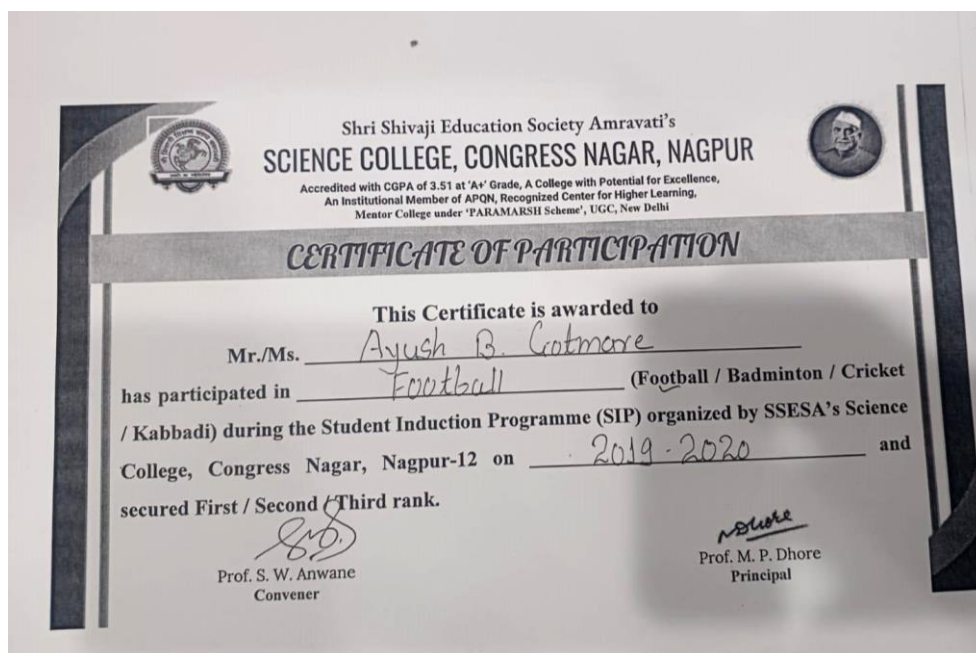 Shri Shivaji Education Society Amravati's
SCIENCE COLLEGE, CONGRESS NAGAR, NAGPUR
Accredited with CGPA of 3.51 at 'A+' Grade, A College with Potential for Excellence,
An Institutional Member of APQN, Recognized Center for Higher Learning,
Mentor College under 'PARAMARSH Scheme', UGC, New Delhi
CERTIFICATE OF PARTICIPATION
This Certificate is awarded to
Mr./Ms. Ayush B. Gotmare
has participated in Football (Football / Badminton / Cricket
/ Kabbadi) during the Student Induction Programme (SIP) organized by SSESA's Science
College, Congress Nagar, Nagpur-12 on 2019-2020 and
secured First / Second / Third rank.
Prof. S. W. Anwane
Convener
NDhore
Prof. M. P. Dhore
Principal